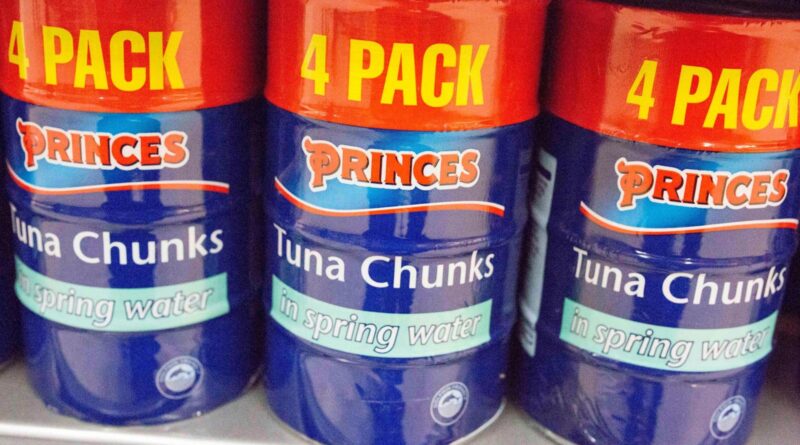 4 PACK
PRINCES
Tuna Chunks
in spring water
4 PACK
PRINCES
Tuna Chunks
in spring water
4 PACK
PRINCES
Tuna Chunks
in spring water